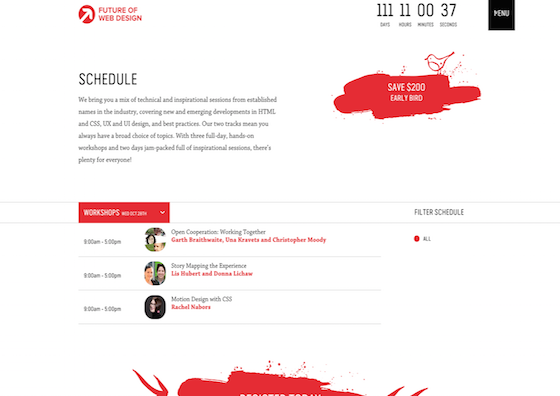 FUTURE OF
WEB DESIGN
111 11 00 37
DAYS HOURS MINUTES SECONDS
MENU
SCHEDULE
We bring you a mix of technical and inspirational sessions from established
names in the industry, covering new and emerging developments in HTML
and CSS, UX and UI design, and best practices. Our two tracks mean you
always have a broad choice of topics. With three full-day, hands-on
workshops and two days jam-packed full of inspirational sessions, there's
plenty for everyone!
SAVE $200
EARLY BIRD
WORKSHOPS WED OCT 28TH
FILTER SCHEDULE
ALL
9:00am - 5:00pm
Open Cooperation: Working Together
Garth Braithwaite, Una Kravets and Christopher Moody
9:00am - 5:00pm
Story Mapping the Experience
Lis Hubert and Donna Lichaw
9:00am - 5:00pm
Motion Design with CSS
Rachel Nabors
REGISTER TODAY